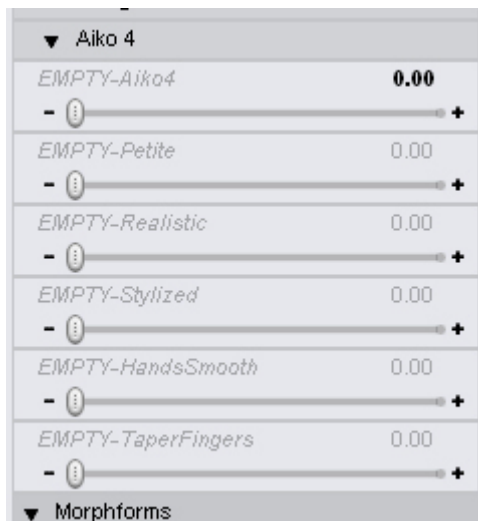 Aiko 4
EMPTY-Aiko4 0.00
- +
EMPTY-Petite 0.00
- +
EMPTY-Realistic 0.00
- +
EMPTY-Stylized 0.00
- +
EMPTY-HandsSmooth 0.00
- +
EMPTY-TaperFingers 0.00
- +
Morphforms